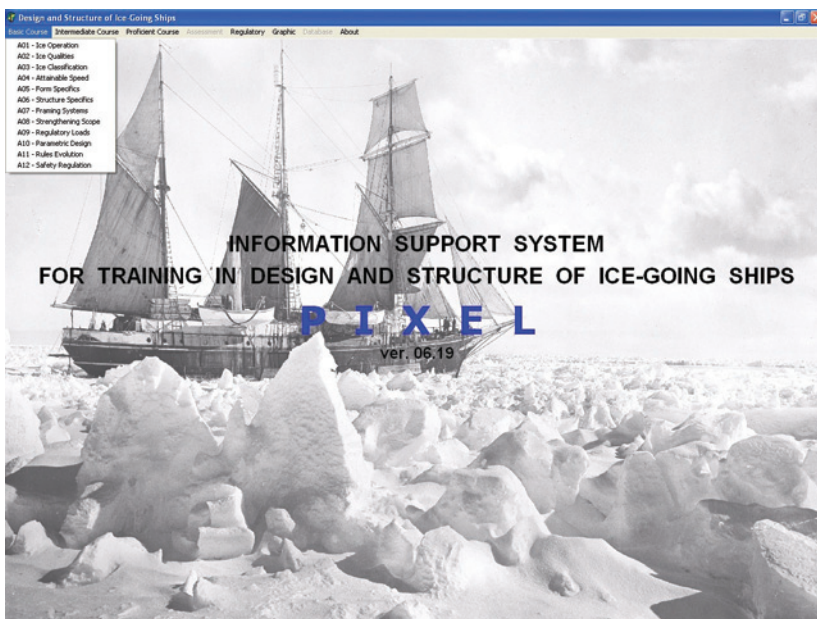 Design and Structure of Ice-Going Ships
Basic Course Intermediate Course Proficient Course Assessment Regulatory Graphic Database About
A01 - Ice Operation
A02 - Ice Qualities
A03 - Ice Classification
A04 - Attainable Speed
A05 - Form Specifics
A06 - Structure Specifics
A07 - Framing Systems
A08 - Strengthening Scope
A09 - Regulatory Loads
A10 - Parametric Design
A11 - Rules Evolution
A12 - Safety Regulation
INFORMATION SUPPORT SYSTEM
FOR TRAINING IN DESIGN AND STRUCTURE OF ICE-GOING SHIPS
PIXEL
ver. 06.19